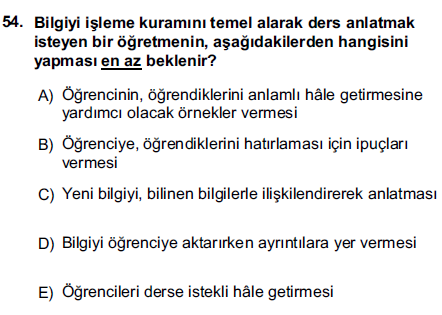 54. Bilgiyi işleme kuramını temel alarak ders anlatmak
isteyen bir öğretmenin, aşağıdakilerden hangisini
yapması en az beklenir?
A) Öğrencinin, öğrendiklerini anlamlı hâle getirmesine
yardımcı olacak örnekler vermesi
B) Öğrenciye, öğrendiklerini hatırlaması için ipuçları
vermesi
C) Yeni bilgiyi, bilinen bilgilerle ilişkilendirerek anlatması
D) Bilgiyi öğrenciye aktarırken ayrıntılara yer vermesi
E) Öğrencileri derse istekli hâle getirmesi